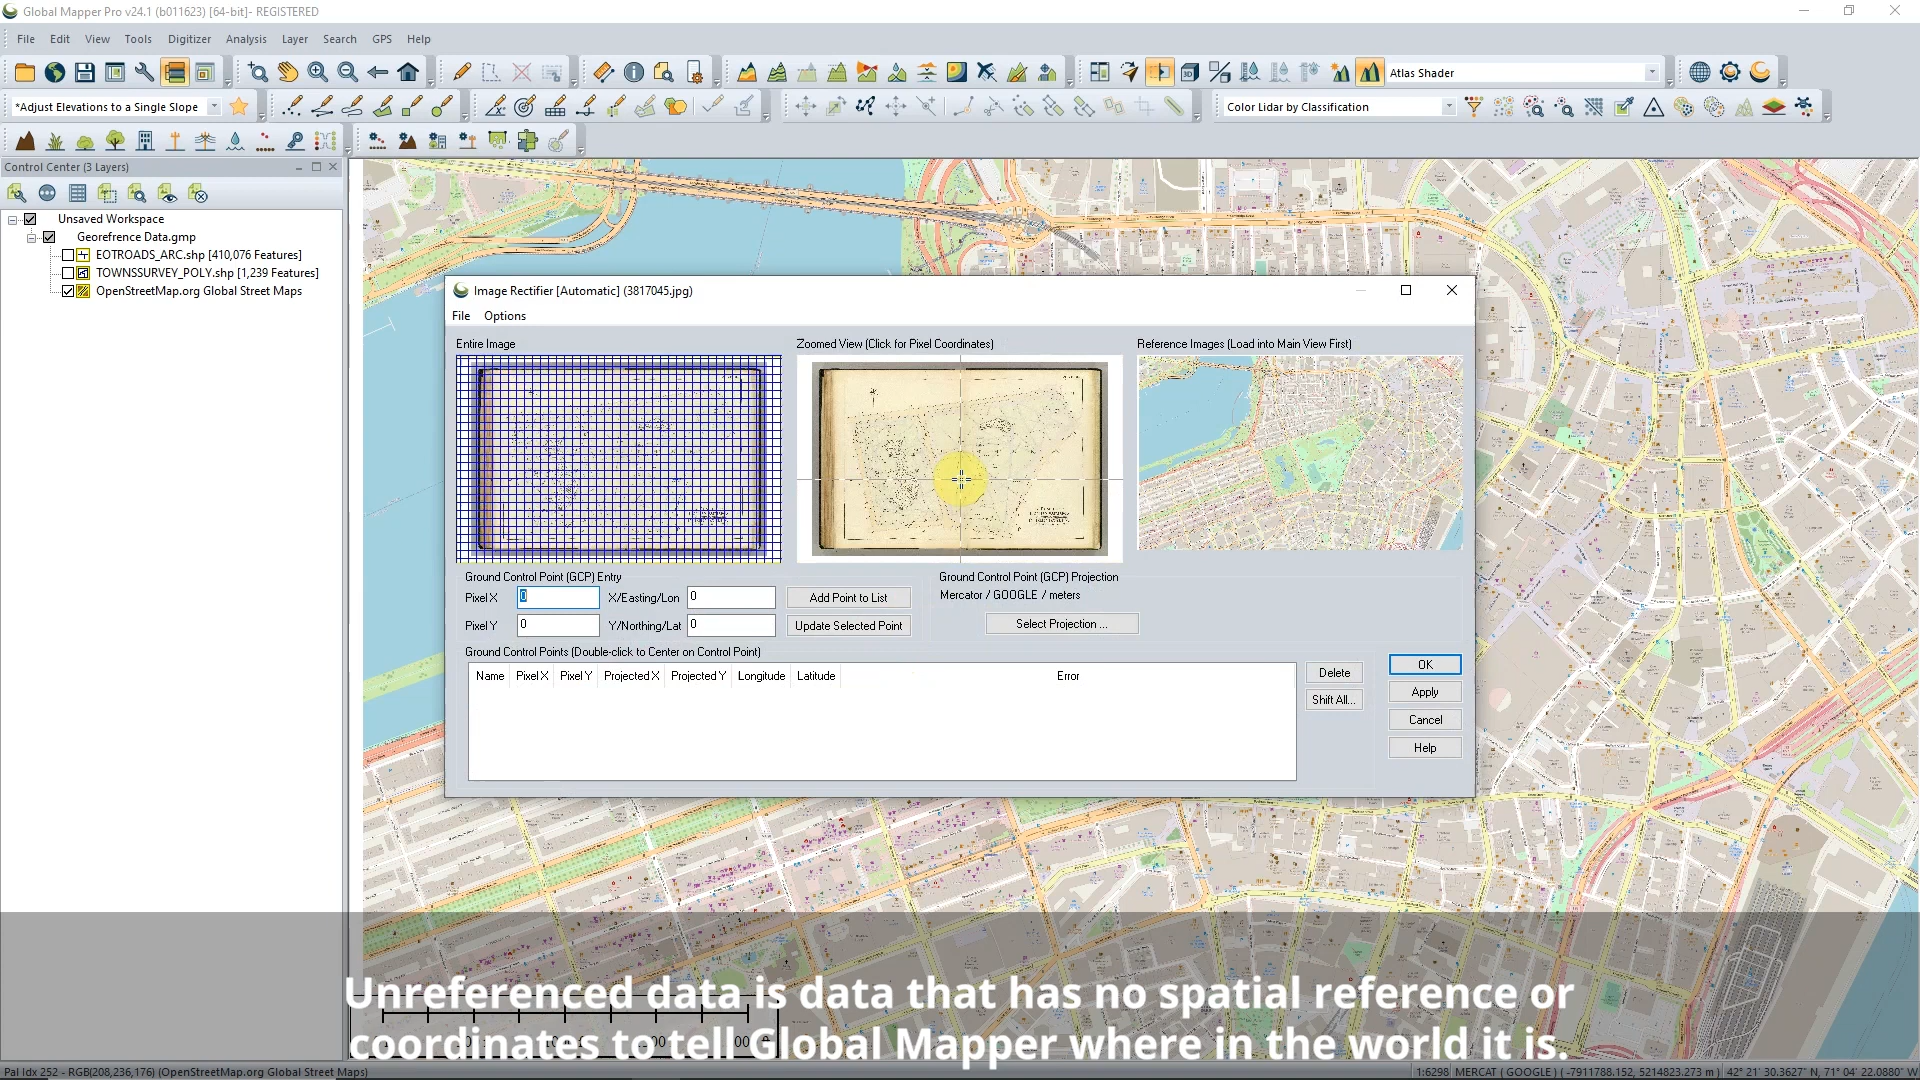 Global Mapper Pro v24.1 (b011623) [64-bit]- REGISTERED
File Edit View Tools Digitizer Analysis Layer Search GPS Help
Atlas Shader
*Adjust Elevations to a Single Slope
Color Lidar by Classification
Control Center (3 Layers)
Unsaved Workspace
Georefrence Data.gmp
EOTROADS_ARC.shp [410,076 Features]
TOWNSSURVEY_POLY.shp [1,239 Features]
OpenStreetMap.org Global Street Maps
Image Rectifier [Automatic] (3817045.jpg)
File Options
Entire Image
Zoomed View (Click for Pixel Coordinates)
Reference Images (Load into Main View First)
Ground Control Point (GCP) Entry
Pixel X 0 X/Easting/Lon 0 Add Point to List
Pixel Y 0 Y/Northing/Lat 0 Update Selected Point
Ground Control Point (GCP) Projection
Mercator / GOOGLE / meters
Select Projection ...
Ground Control Points (Double-click to Center on Control Point)
Name Pixel X Pixel Y Projected X Projected Y Longitude Latitude Error
Delete
Shift All...
OK
Apply
Cancel
Help
Unreferenced data is data that has no spatial reference or
coordinates to tell Global Mapper where in the world it is.
Pal Idx 252 - RGB(208,236,176) (OpenStreetMap.org Global Street Maps)
1:6298 MERCAT ( GOOGLE ) ( -7911788.152, 5214823.273 m ) 42° 21' 30.3627" N, 71° 04' 22.0880" W